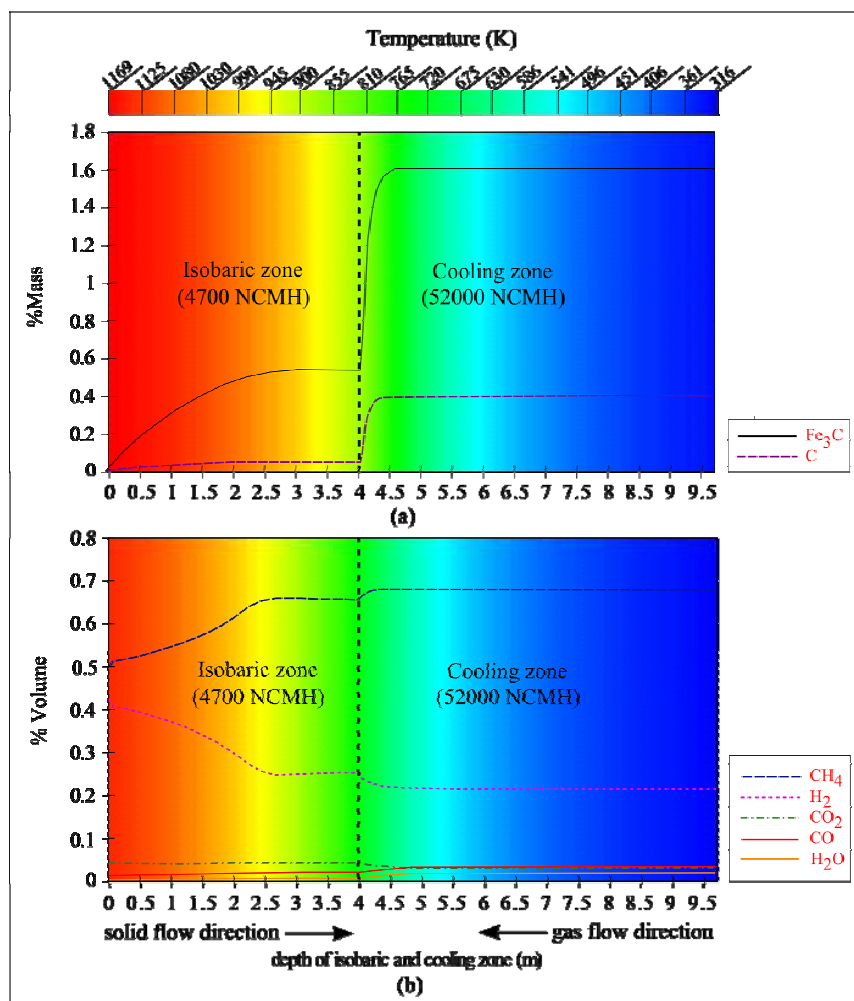 Temperature (K)
1169 1125 1080 1030 990 945 900 855 810 765 720 675 630 586 541 496 451 406 361 316
1.8
1.6
1.4
1.2
1
0.8
0.6
0.4
0.2
0
%Mass
Isobaric zone
(4700 NCMH)
Cooling zone
(52000 NCMH)
Fe3C
C
0 0.5 1 1.5 2 2.5 3 3.5 4 4.5 5 5.5 6 6.5 7 7.5 8 8.5 9 9.5
(a)
0.8
0.7
0.6
0.5
0.4
0.3
0.2
0.1
0
% Volume
Isobaric zone
(4700 NCMH)
Cooling zone
(52000 NCMH)
CH4
H2
CO2
CO
H2O
0 0.5 1 1.5 2 2.5 3 3.5 4 4.5 5 5.5 6 6.5 7 7.5 8 8.5 9 9.5
solid flow direction
gas flow direction
depth of isobaric and cooling zone (m)
(b)